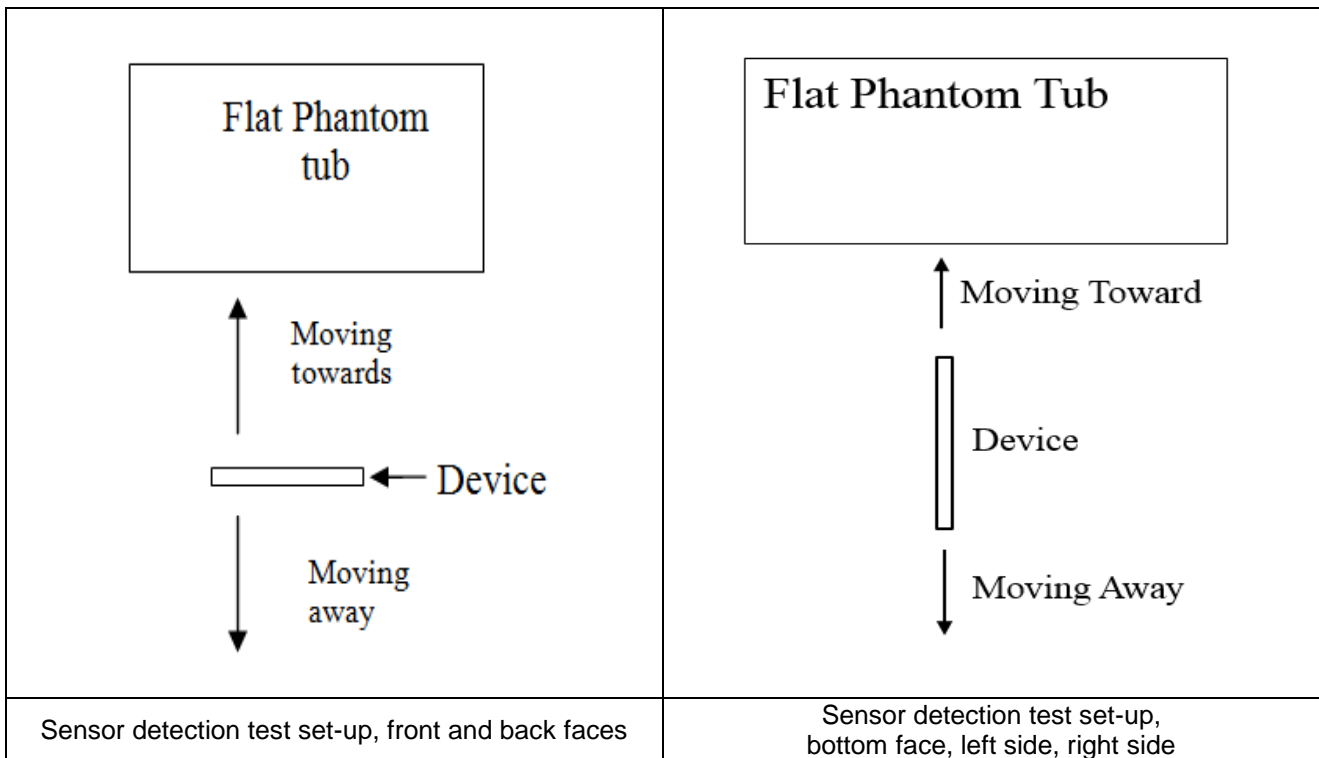 Flat Phantom
tub
Moving
towards
Device
Moving
away
Flat Phantom Tub
Moving Toward
Device
Moving Away
Sensor detection test set-up, front and back faces
Sensor detection test set-up,
bottom face, left side, right side